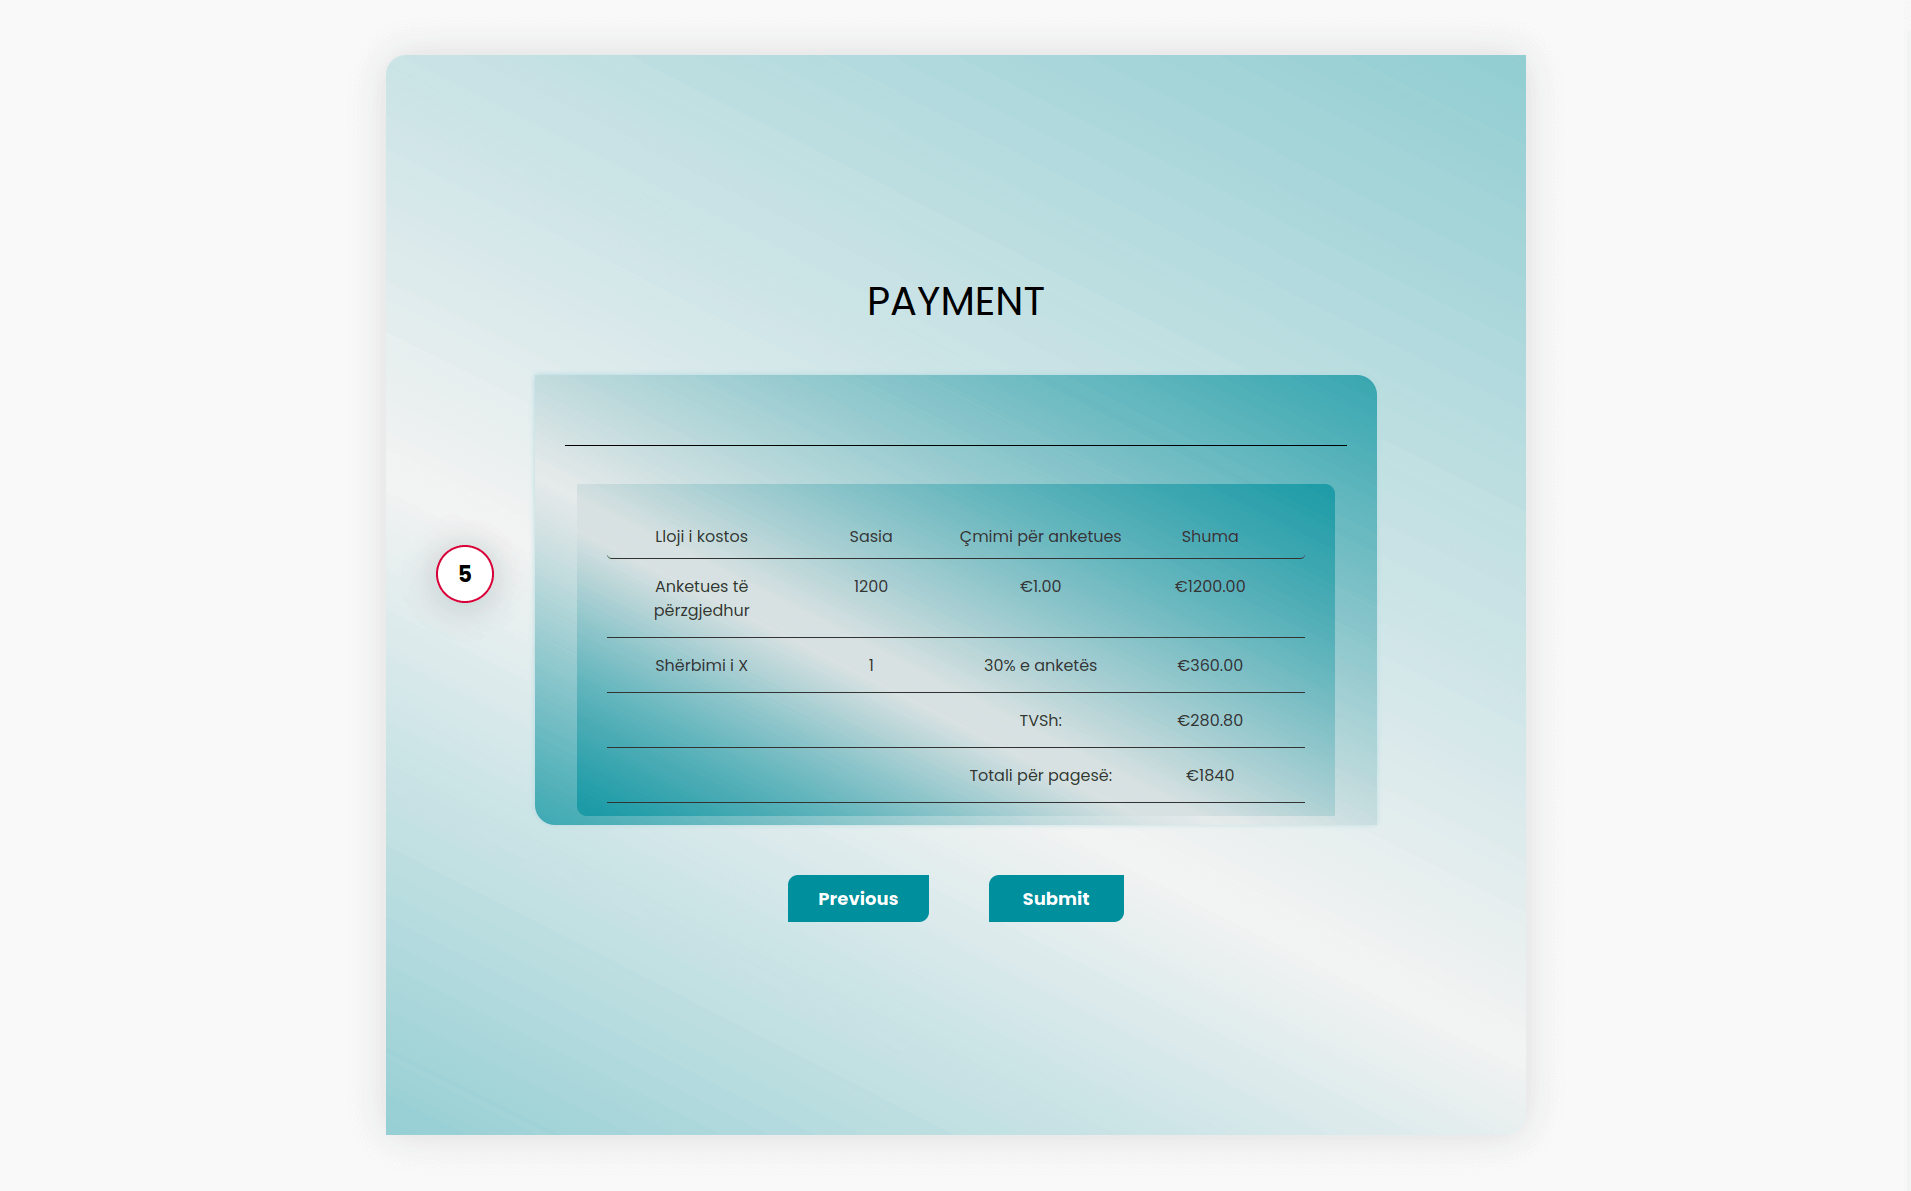 PAYMENT
Lloji i kostos Sasia Çmimi për anketues Shuma
Anketues të 1200 €1.00 €1200.00
përzgjedhur
5
Shërbimi i X 1 30% e anketës €360.00
TVSh: €280.80
Totali për pagesë: €1840
Previous Submit